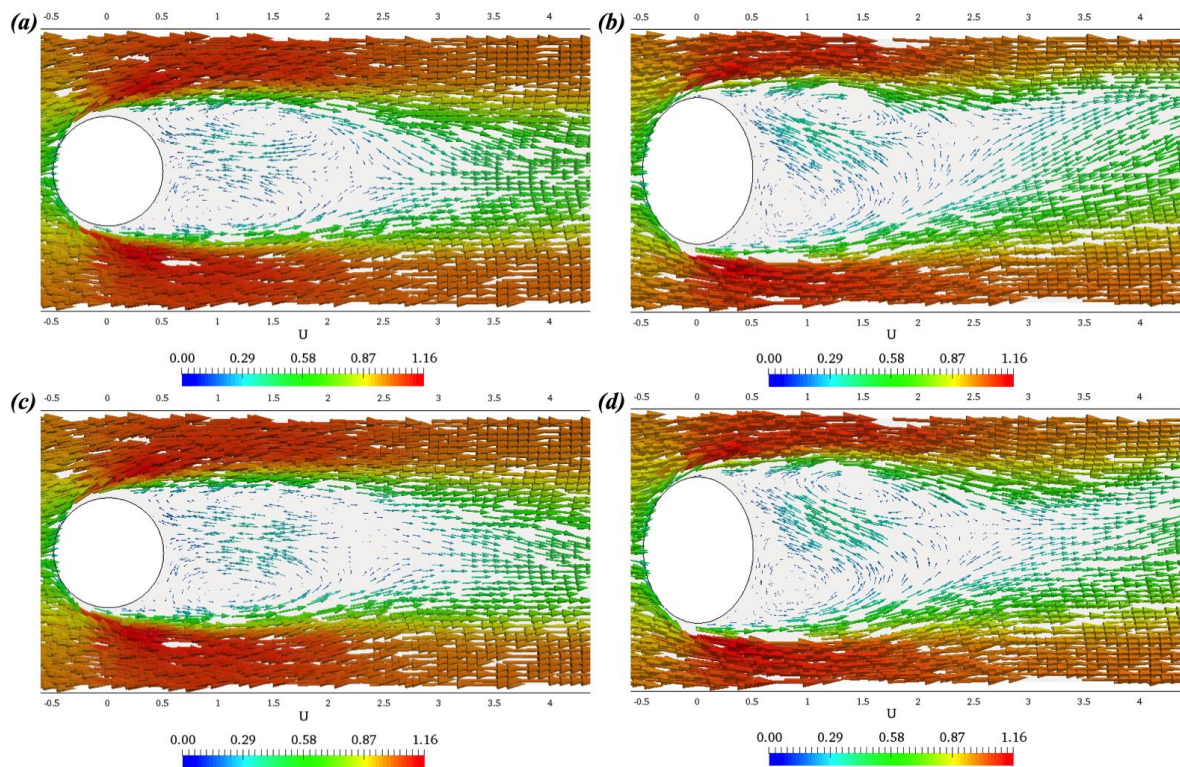 (a) -0.5 0 0.5 1 1.5 2 2.5 3 3.5 4
(b) -0.5 0 0.5 1 1.5 2 2.5 3 3.5 4
-0.5 0 0.5 1 1.5 2 2.5 3 3.5 4
-0.5 0 0.5 1 1.5 2 2.5 3 3.5 4
U
U
0.00 0.29 0.58 0.87 1.16
0.00 0.29 0.58 0.87 1.16
(c) -0.5 0 0.5 1 1.5 2 2.5 3 3.5 4
(d) -0.5 0 0.5 1 1.5 2 2.5 3 3.5 4
-0.5 0 0.5 1 1.5 2 2.5 3 3.5 4
-0.5 0 0.5 1 1.5 2 2.5 3 3.5 4
U
U
0.00 0.29 0.58 0.87 1.16
0.00 0.29 0.58 0.87 1.16